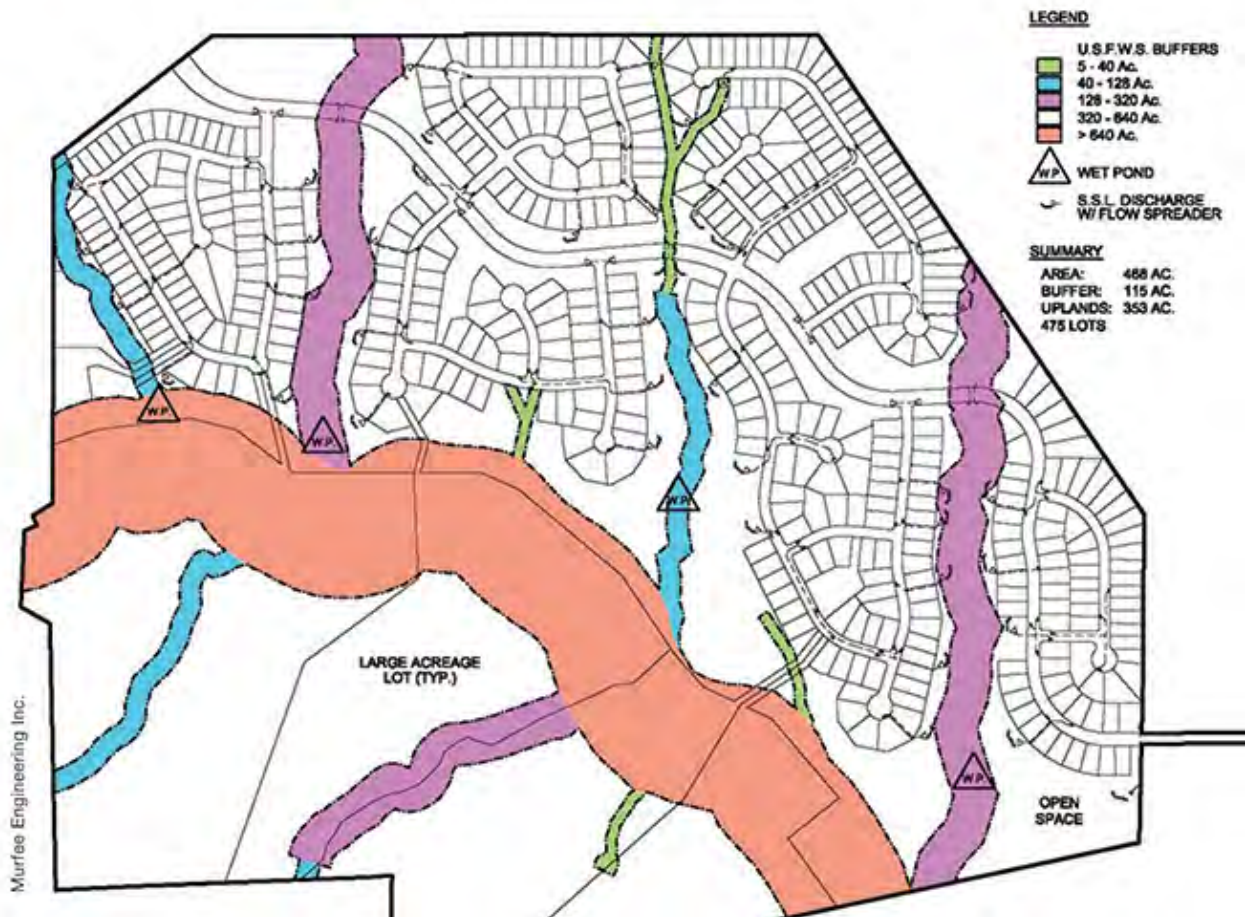 LEGEND
U.S.F.W.S. BUFFERS
5 - 40 Ac.
40 - 128 Ac.
128 - 320 Ac.
320 - 640 Ac.
> 640 Ac.
W.P. WET POND
S.S.L. DISCHARGE
W/ FLOW SPREADER
SUMMARY
AREA: 468 AC.
BUFFER: 115 AC.
UPLANDS: 353 AC.
475 LOTS
W.P.
W.P.
W.P.
W.P.
LARGE ACREAGE
LOT (TYP.)
OPEN
SPACE
Murfee Engineering Inc.